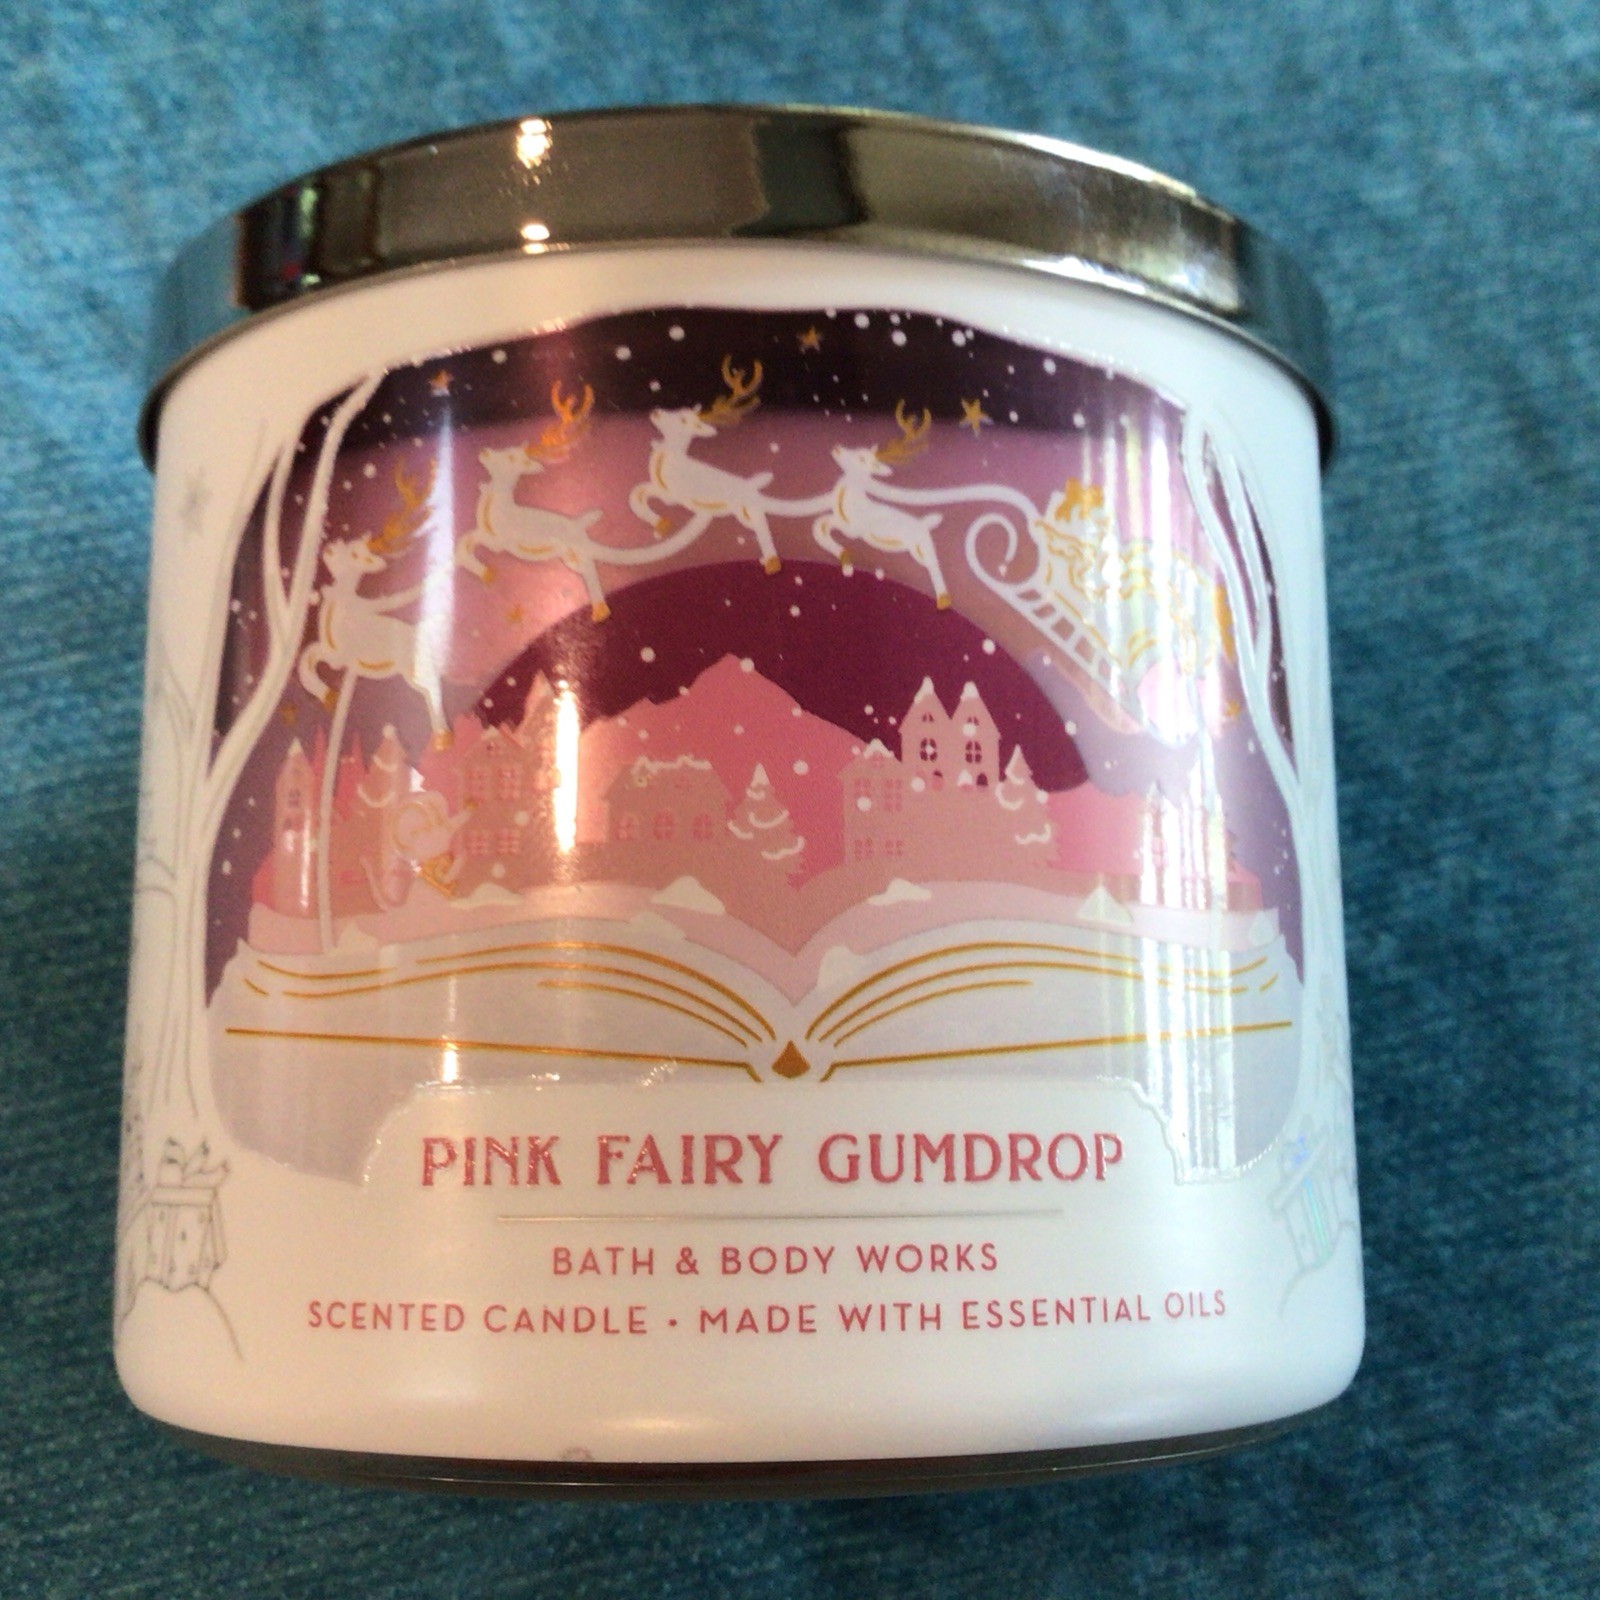 PINK FAIRY GUMDROP
BATH & BODY WORKS
SCENTED CANDLE • MADE WITH ESSENTIAL OILS